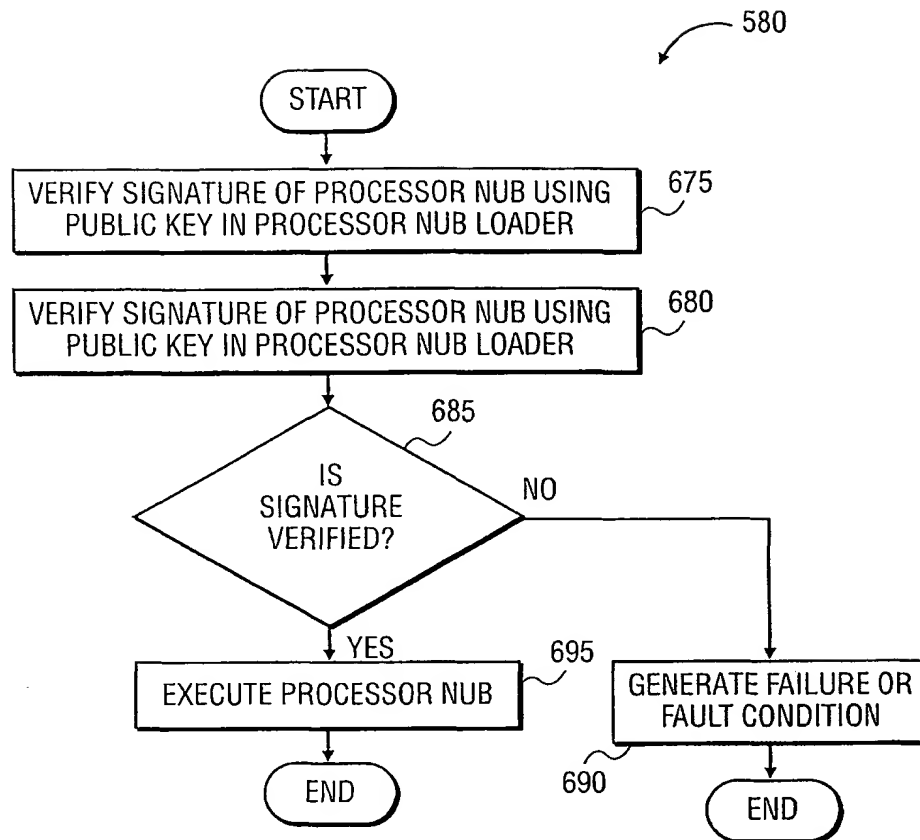 580
START
VERIFY SIGNATURE OF PROCESSOR NUB USING
PUBLIC KEY IN PROCESSOR NUB LOADER
675
VERIFY SIGNATURE OF PROCESSOR NUB USING
PUBLIC KEY IN PROCESSOR NUB LOADER
680
685
IS
SIGNATURE
VERIFIED?
NO
YES
EXECUTE PROCESSOR NUB
695
GENERATE FAILURE OR
FAULT CONDITION
690
END
END